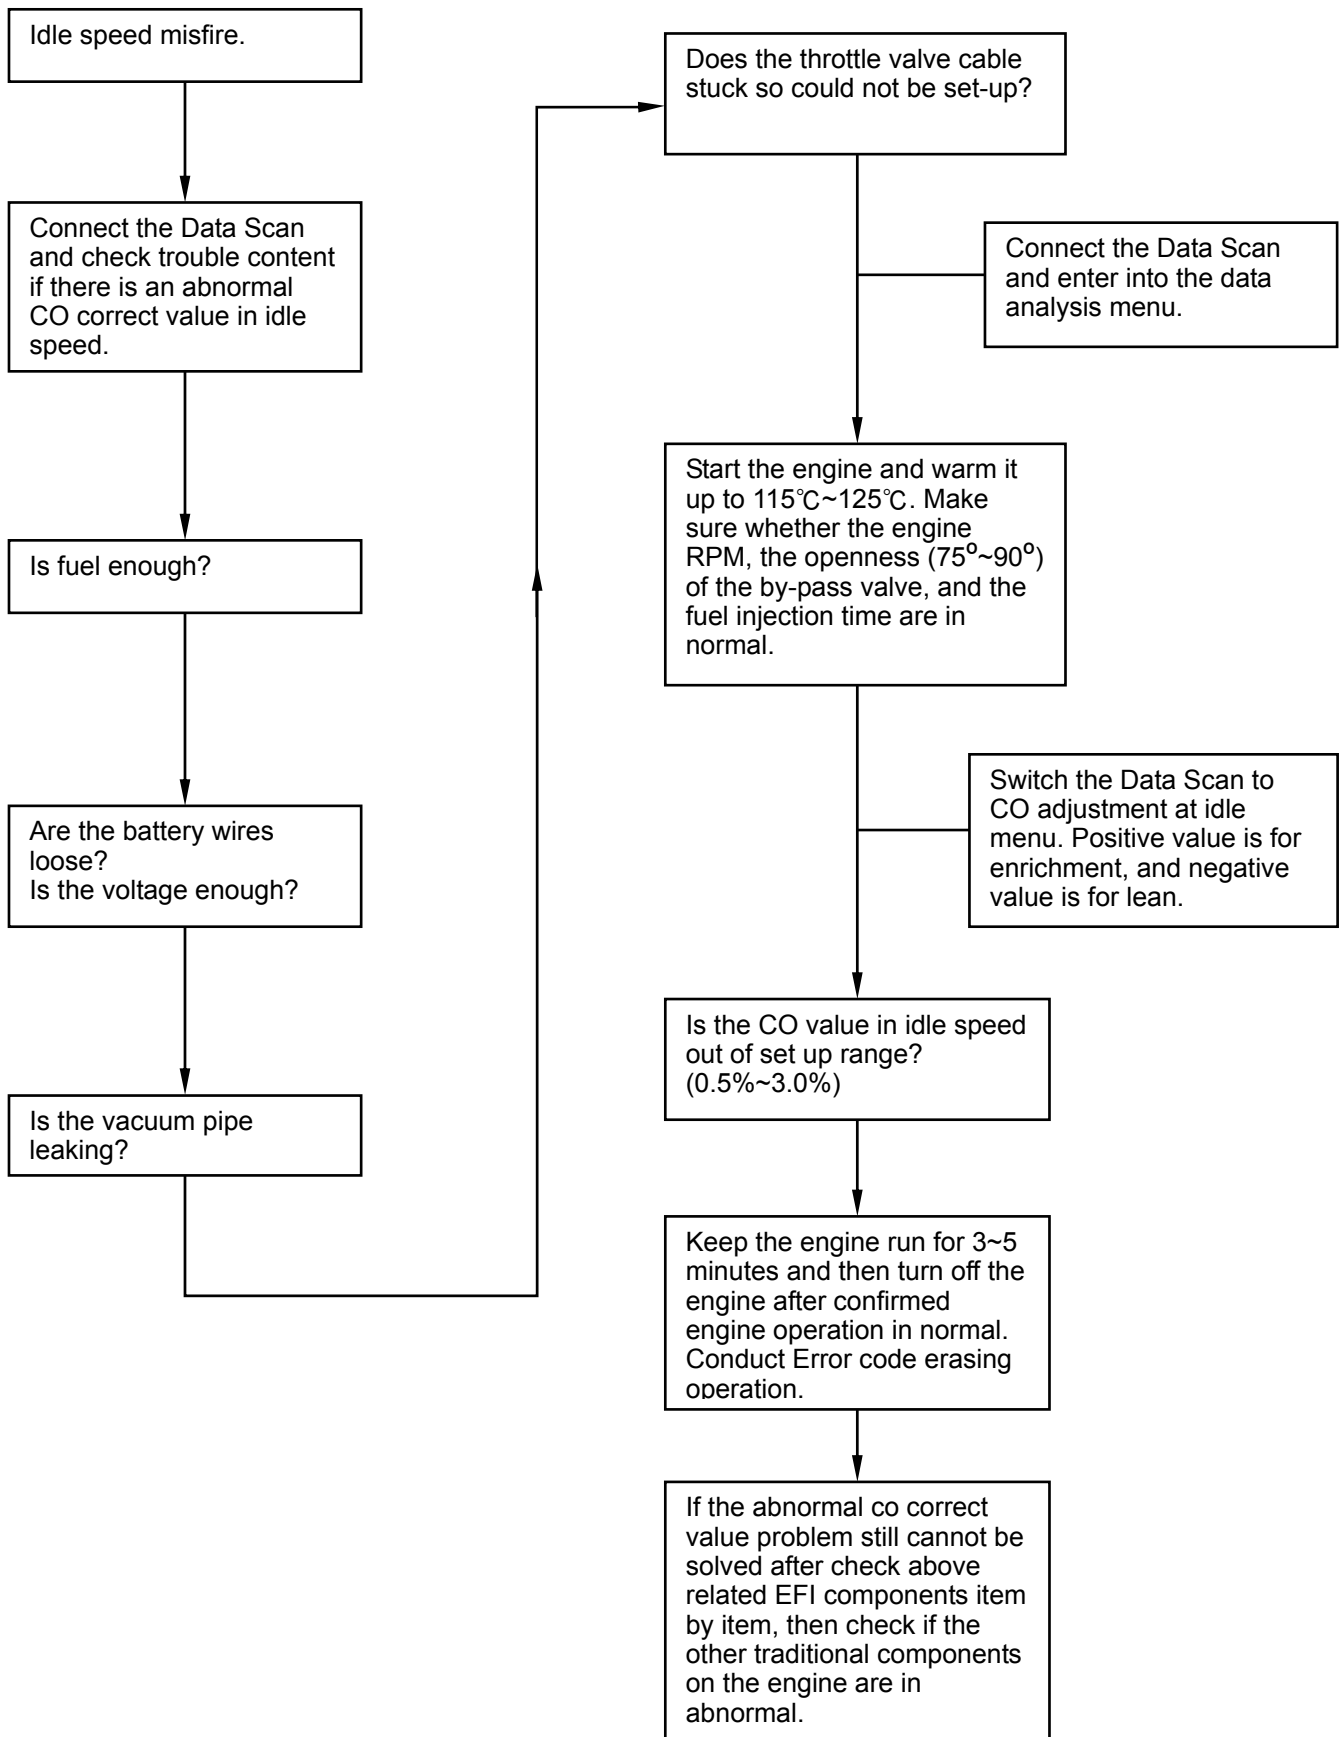 Idle speed misfire.
Connect the Data Scan
and check trouble content
if there is an abnormal
CO correct value in idle
speed.
Is fuel enough?
Are the battery wires
loose?
Is the voltage enough?
Is the vacuum pipe
leaking?
Does the throttle valve cable
stuck so could not be set-up?
Connect the Data Scan
and enter into the data
analysis menu.
Start the engine and warm it
up to 115℃~125℃. Make
sure whether the engine
RPM, the openness (75º~90º)
of the by-pass valve, and the
fuel injection time are in
normal.
Switch the Data Scan to
CO adjustment at idle
menu. Positive value is for
enrichment, and negative
value is for lean.
Is the CO value in idle speed
out of set up range?
(0.5%~3.0%)
Keep the engine run for 3~5
minutes and then turn off the
engine after confirmed
engine operation in normal.
Conduct Error code erasing
operation.
If the abnormal co correct
value problem still cannot be
solved after check above
related EFI components item
by item, then check if the
other traditional components
on the engine are in
abnormal.